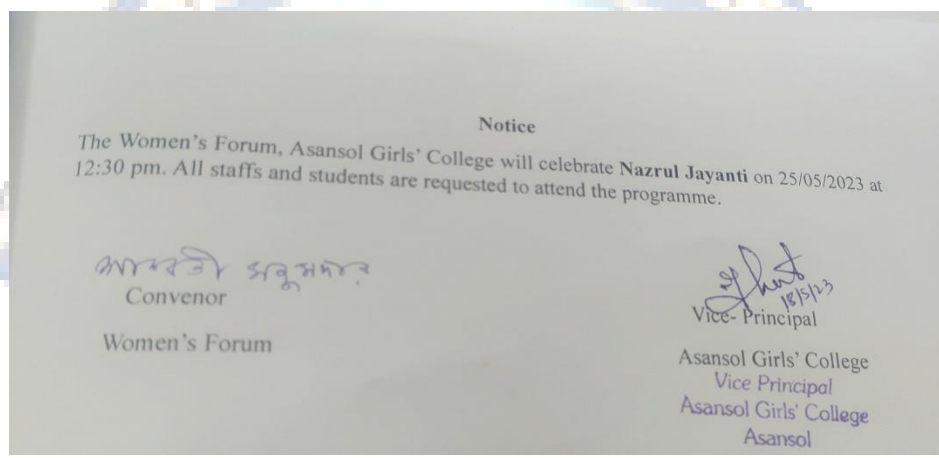 Notice
The Women's Forum, Asansol Girls' College will celebrate Nazrul Jayanti on 25/05/2023 at
12:30 pm. All staffs and students are requested to attend the programme.
মজুমদার
18/5/23
Convenor
Vice- Principal
Women's Forum
Asansol Girls' College
Vice Principal
Asansol Girls' College
Asansol